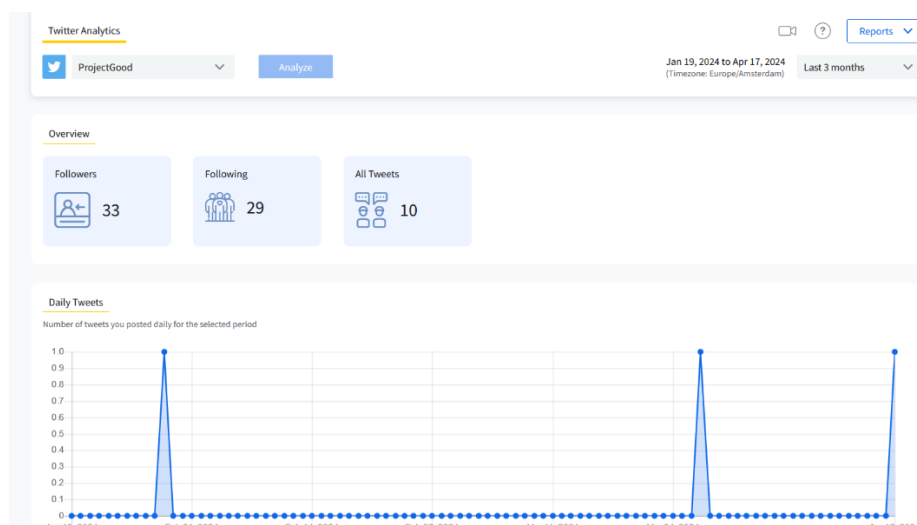 Twitter Analytics
Reports
ProjectGood
Analyze
Jan 19, 2024 to Apr 17, 2024
(Timezone: Europe/Amsterdam)
Last 3 months
Overview
Followers
33
Following
29
All Tweets
10
Daily Tweets
Number of tweets you posted daily for the selected period
1.0
0.9
0.8
0.7
0.6
0.5
0.4
0.3
0.2
0.1
0